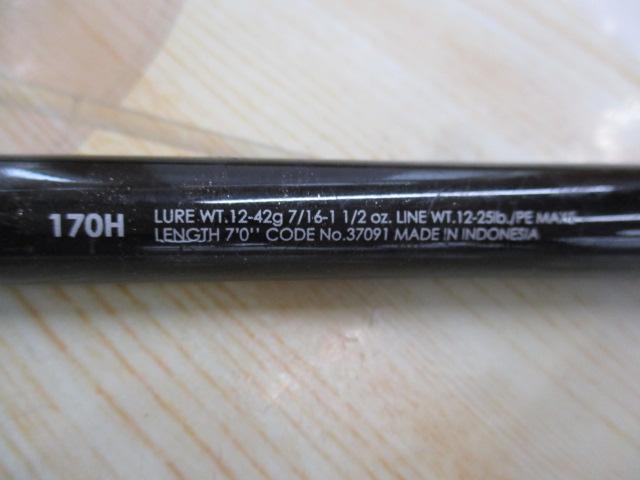 170H
LURE WT.12-42g 7/16-1 1/2 oz. LINE WT.12-25lb./PE
LENGTH 7'0'' CODE No.37091 MADE IN INDONESIA